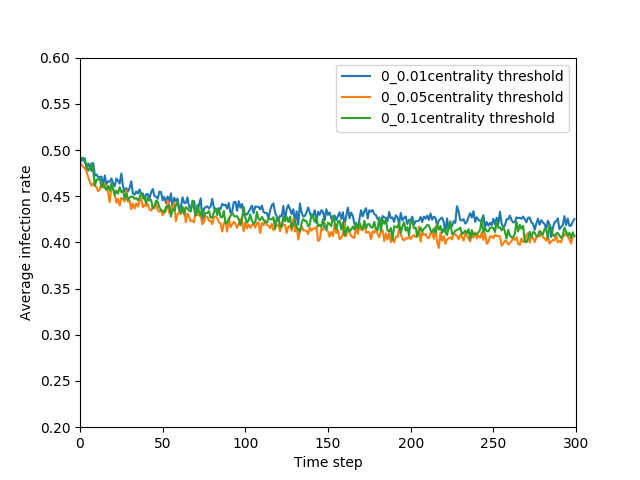 0.60
0.55
0.50
0.45
0.40
0.35
0.30
0.25
0.20
Average infection rate
0_0.01centrality threshold
0_0.05centrality threshold
0_0.1centrality threshold
0 50 100 150 200 250 300
Time step